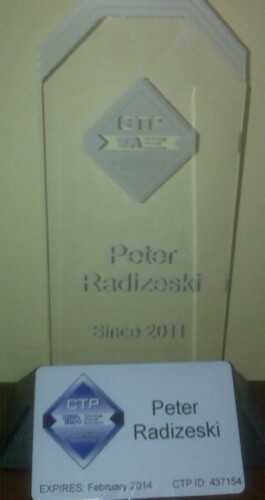 CTP
Peter
Radizeski
Since 2011
CTP
Peter
Radizeski
EXPIRES: February 2014 CTP ID: 437154